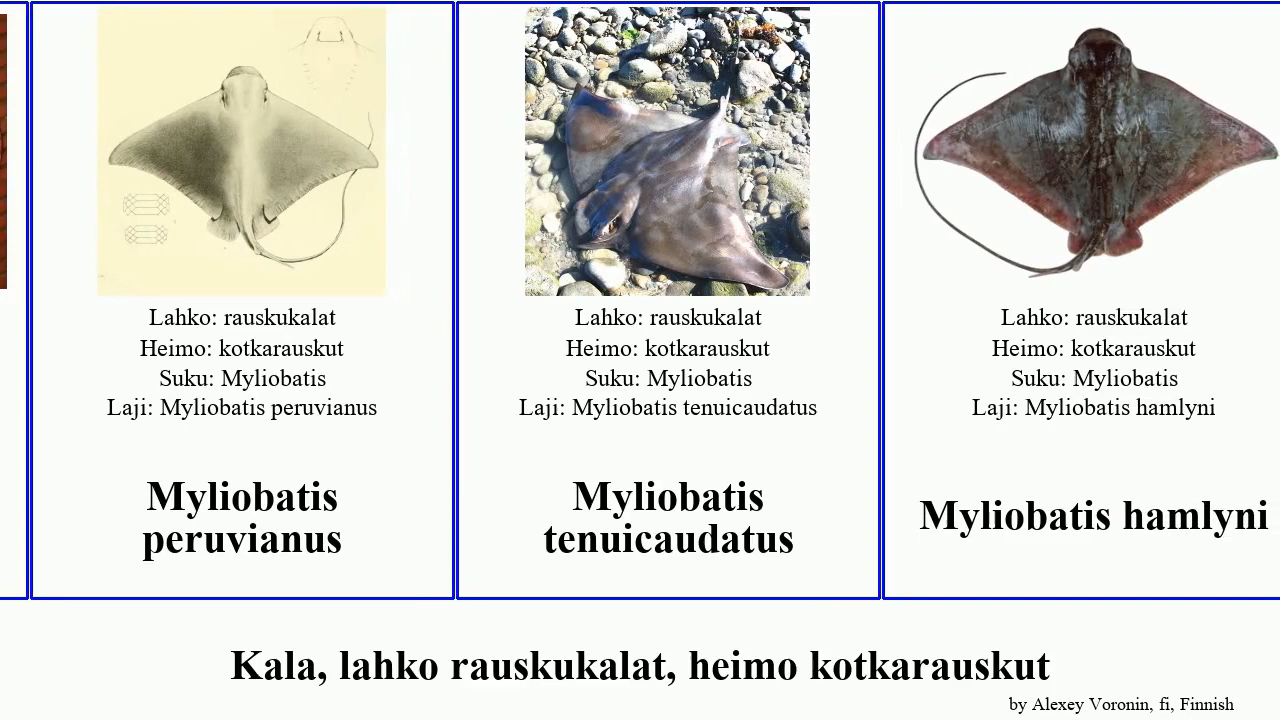 Lahko: rauskukalat
Heimo: kotkarauskut
Suku: Myliobatis
Laji: Myliobatis peruvianus
Myliobatis
peruvianus
Lahko: rauskukalat
Heimo: kotkarauskut
Suku: Myliobatis
Laji: Myliobatis tenuicaudatus
Myliobatis
tenuicaudatus
Lahko: rauskukalat
Heimo: kotkarauskut
Suku: Myliobatis
Laji: Myliobatis hamlyni
Myliobatis hamlyni
Kala, lahko rauskukalat, heimo kotkarauskut
by Alexey Voronin, fi, Finnish